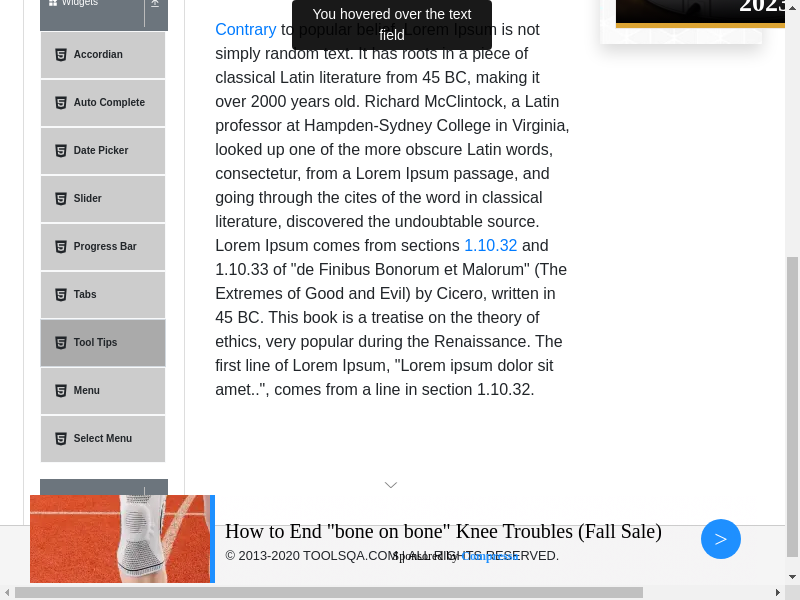 Widgets
Accordian
Auto Complete
Date Picker
Slider
Progress Bar
Tabs
Tool Tips
Menu
Select Menu
You hovered over the text
field
Contrary to popular belief, Lorem Ipsum is not
simply random text. It has roots in a piece of
classical Latin literature from 45 BC, making it
over 2000 years old. Richard McClintock, a Latin
professor at Hampden-Sydney College in Virginia,
looked up one of the more obscure Latin words,
consectetur, from a Lorem Ipsum passage, and
going through the cites of the word in classical
literature, discovered the undoubtable source.
Lorem Ipsum comes from sections 1.10.32 and
1.10.33 of "de Finibus Bonorum et Malorum" (The
Extremes of Good and Evil) by Cicero, written in
45 BC. This book is a treatise on the theory of
ethics, very popular during the Renaissance. The
first line of Lorem Ipsum, "Lorem ipsum dolor sit
amet..", comes from a line in section 1.10.32.
2023
How to End "bone on bone" Knee Troubles (Fall Sale)
>
© 2013-2020 TOOLSQA.COM | ALL RIGHTS RESERVED.
Sponsored by